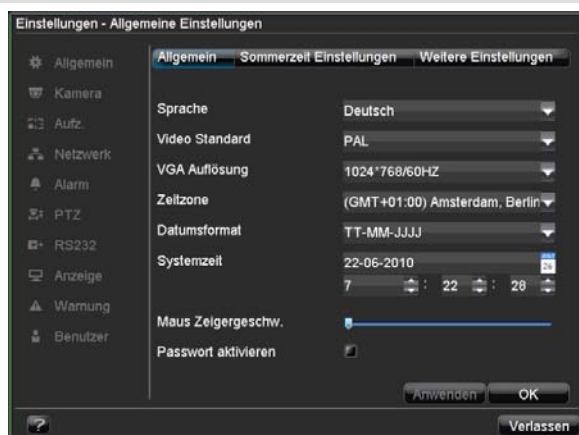 Einstellungen - Allgemeine Einstellungen
Allgemein
Kamera
Aufz.
Netzwerk
Alarm
PTZ
RS232
Anzeige
Warnung
Benutzer
Allgemein Sommerzeit Einstellungen Weitere Einstellungen
Sprache Deutsch
Video Standard PAL
VGA Auflösung 1024*768/60HZ
Zeitzone (GMT+01:00) Amsterdam, Berlin
Datumsformat TT-MM-JJJJ
Systemzeit 22-06-2010
26
7 : 22 : 28
Maus Zeigergeschw.
Passwort aktivieren
Anwenden OK
? Verlassen